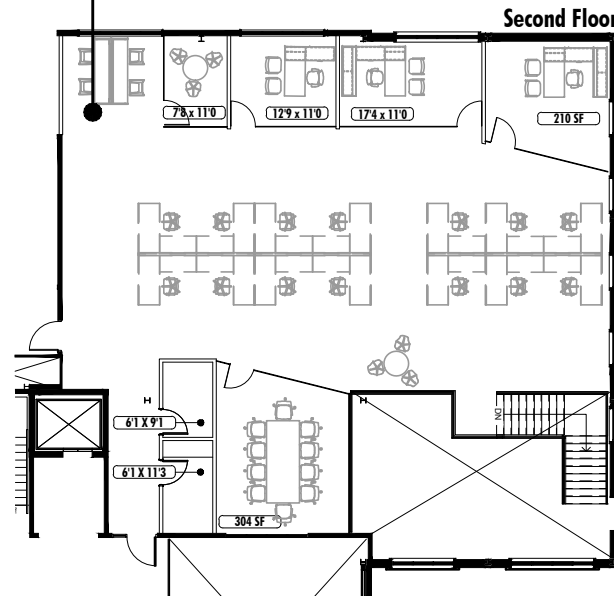 Second Floor
7'8 x 11'0
12'9 x 11'0
17'4 x 11'0
210 SF
DN
6'1 X 9'1
6'1 X 11'3
304 SF